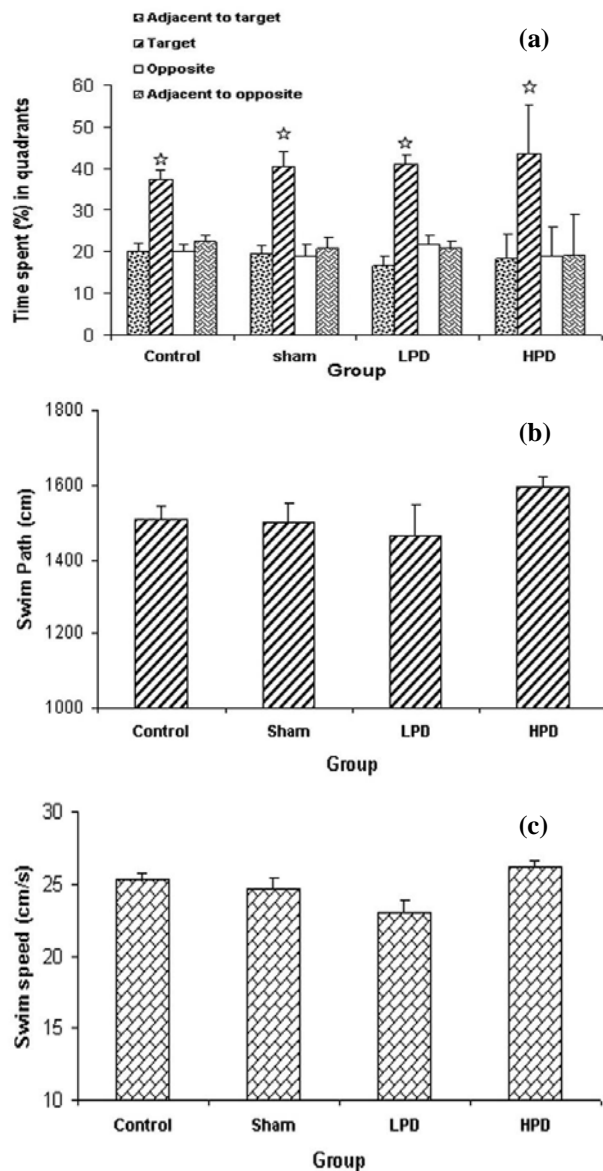 Adjacent to target
Target
Opposite
Adjacent to opposite
(a)
Time spent (%) in quadrants
60
50
40
30
20
10
0
Control sham LPD HPD
Group
(b)
Swim Path (cm)
1800
1600
1400
1200
1000
Control Sham LPD HPD
Group
(c)
Swim speed (cm/s)
30
25
20
15
10
Control Sham LPD HPD
Group